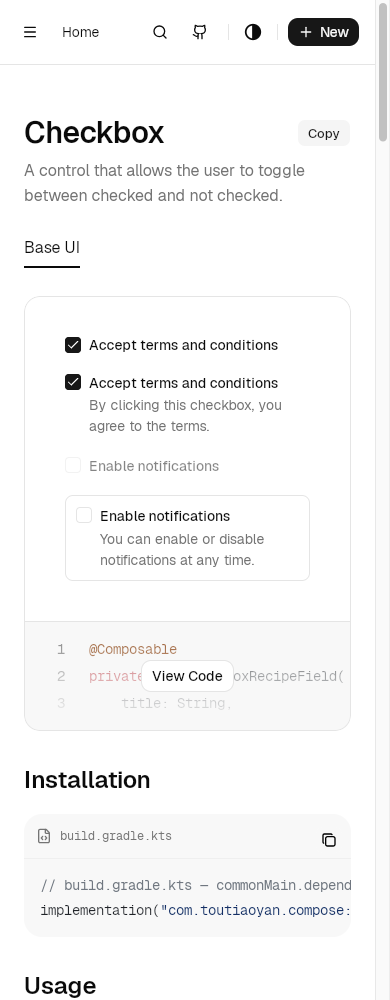 Home
New
Checkbox
Copy
A control that allows the user to toggle
between checked and not checked.
Base UI
Accept terms and conditions
Accept terms and conditions
By clicking this checkbox, you
agree to the terms.
Enable notifications
Enable notifications
You can enable or disable
notifications at any time.
1 @Composable
2 private oxRecipeField(
View Code
3 title: String,
Installation
build.gradle.kts
// build.gradle.kts — commonMain.depend
implementation("com.toutiaoyan.compose:
Usage